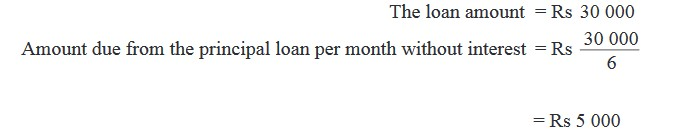 The loan amount = Rs 30 000
Amount due from the principal loan per month without interest = Rs 30 000/6
= Rs 5 000